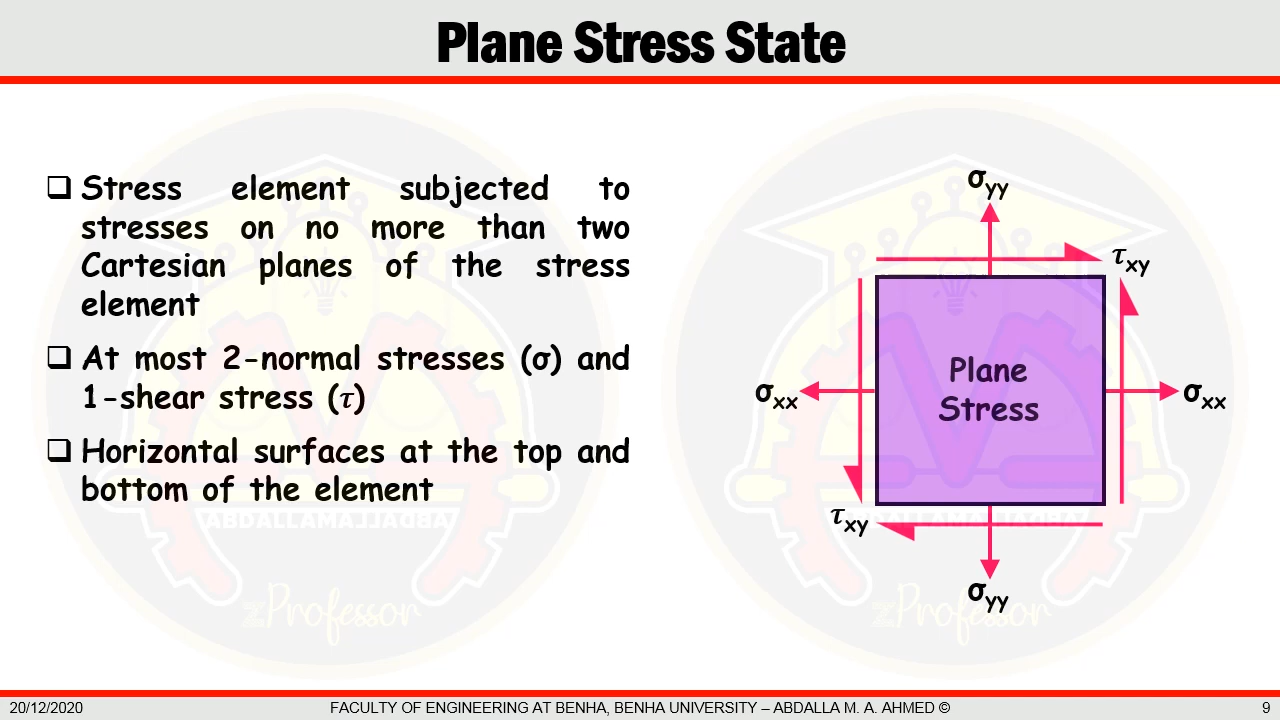 Plane Stress State
❑ Stress element subjected to
stresses on no more than two
Cartesian planes of the stress
element
❑ At most 2-normal stresses (σ) and
1-shear stress (τ)
❑ Horizontal surfaces at the top and
bottom of the element
σyy
τxy
Plane
Stress
σxx
σxx
τxy
σyy
zProfessor
zProfessor
20/12/2020
FACULTY OF ENGINEERING AT BENHA, BENHA UNIVERSITY – ABDALLA M. A. AHMED ©
9